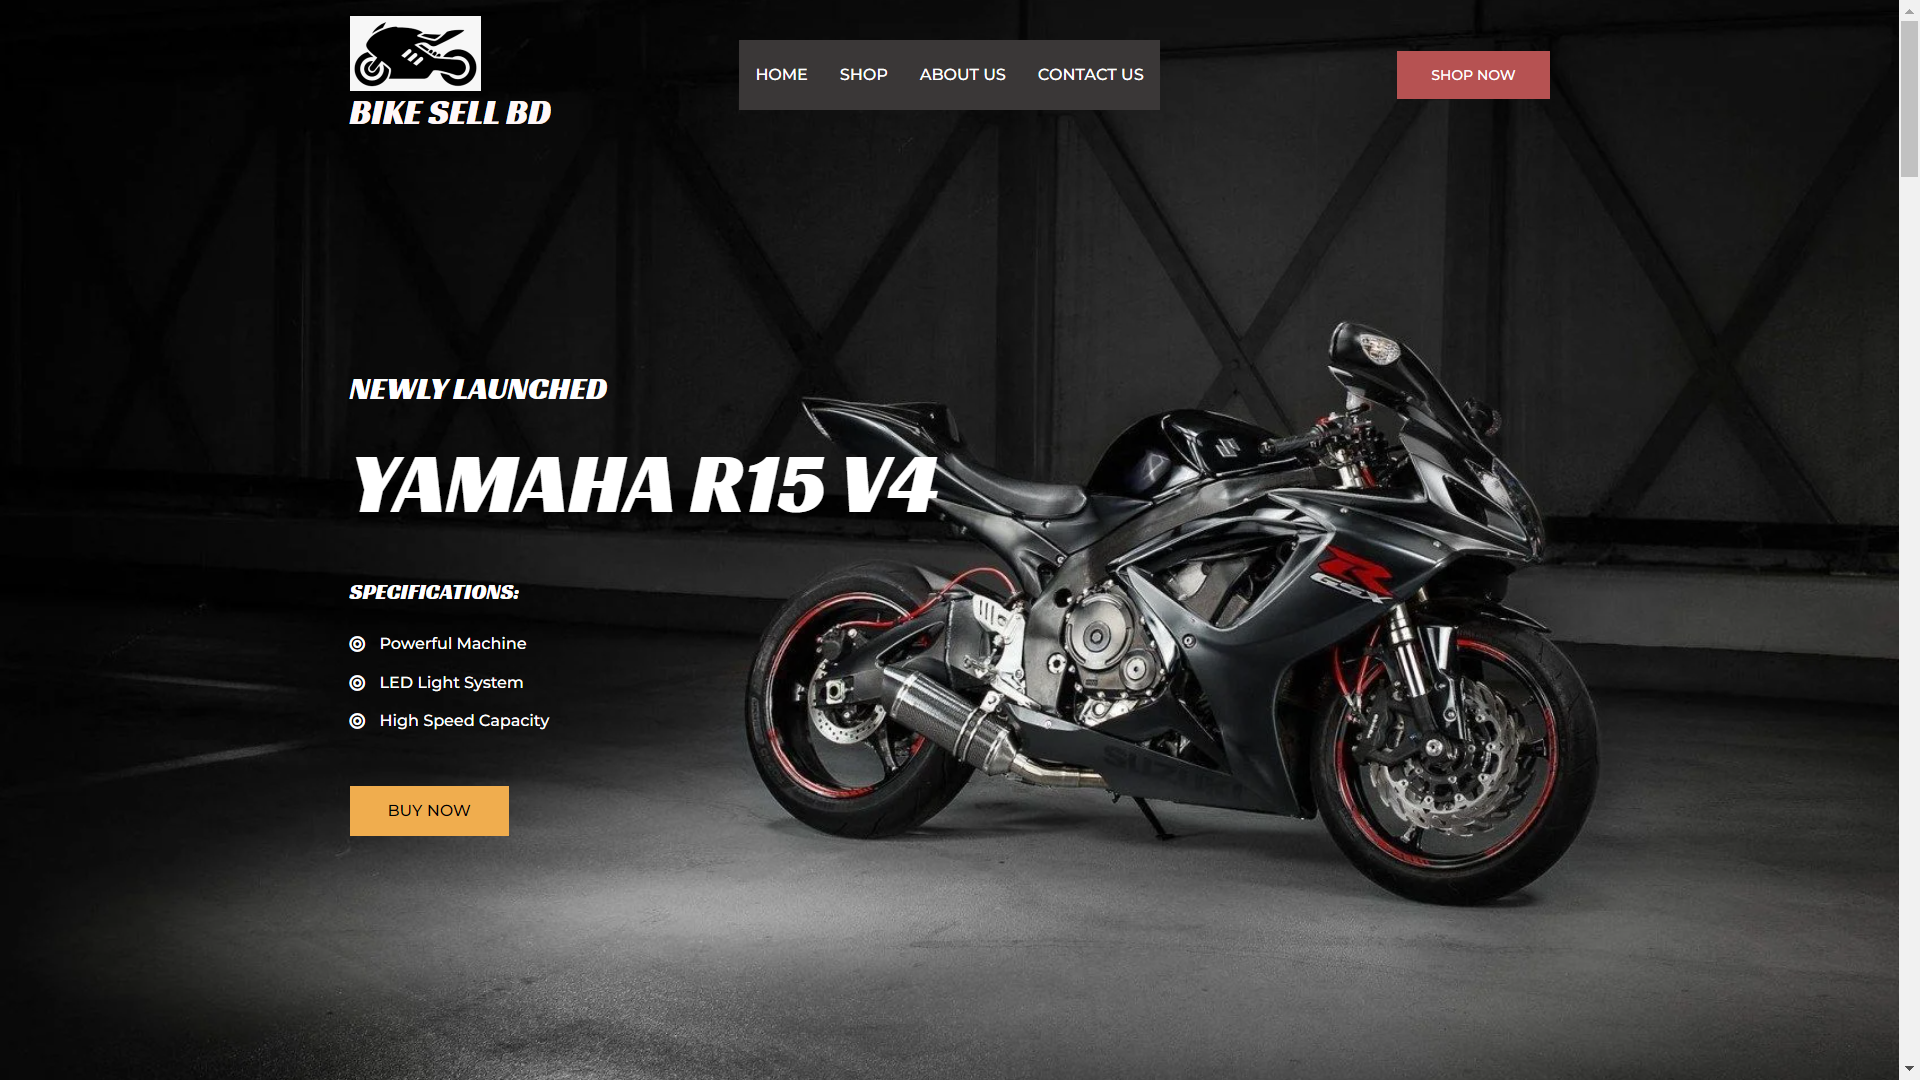 BIKE SELL BD
HOME SHOP ABOUT US CONTACT US
SHOP NOW
NEWLY LAUNCHED
YAMAHA R15 V4
SPECIFICATIONS:
Powerful Machine
LED Light System
High Speed Capacity
BUY NOW
R
GSX
SUZUKI